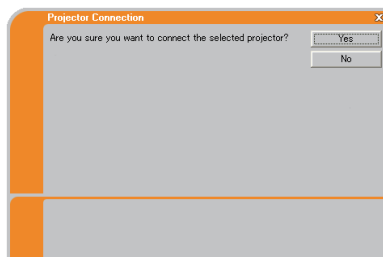 Projector Connection X
Are you sure you want to connect the selected projector?
Yes
No